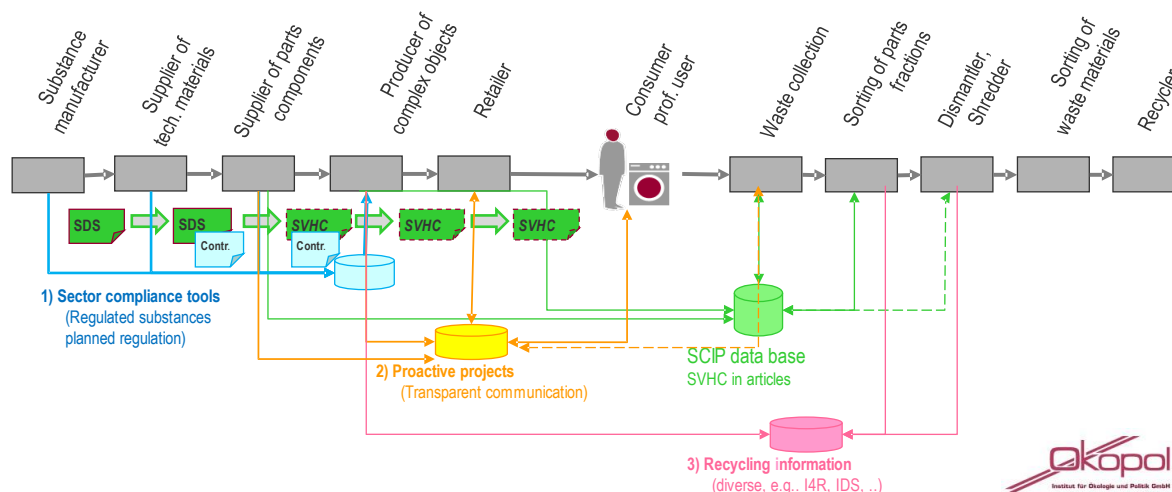 Substance
manufacturer
Supplier of
tech. materials
Supplier of parts
components
Producer of
complex objects
Retailer
Consumer
prof. user
Waste collection
Sorting of parts
fractions
Dismantler,
Shredder
Sorting of
waste materials
Recycler
SDS
SDS
SVHC
SVHC
SVHC
Contr.
Contr.
1) Sector compliance tools
(Regulated substances
planned regulation)
2) Proactive projects
(Transparent communication)
SCIP data base
SVHC in articles
3) Recycling information
(diverse, e.g., I4R, IDS, ..)
Ökopol
Institut für Ökologie und Politik GmbH